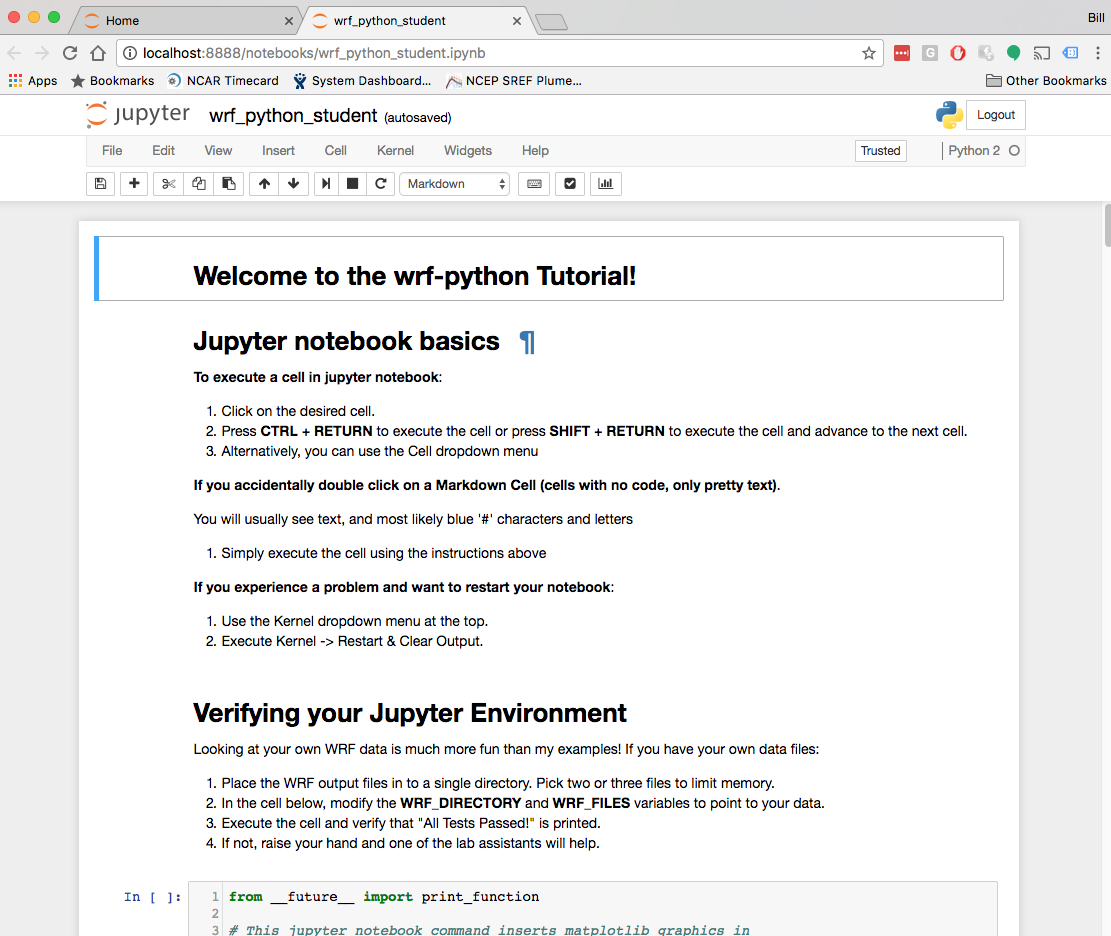 Home
wrf_python_student
Bill
localhost:8888/notebooks/wrf_python_student.ipynb
Apps
Bookmarks
NCAR Timecard
System Dashboard...
NCEP SREF Plume...
Other Bookmarks
jupyter wrf_python_student (autosaved)
Logout
File Edit View Insert Cell Kernel Widgets Help
Trusted
Python 2
Markdown
Welcome to the wrf-python Tutorial!
Jupyter notebook basics ¶
To execute a cell in jupyter notebook:
1. Click on the desired cell.
2. Press CTRL + RETURN to execute the cell or press SHIFT + RETURN to execute the cell and advance to the next cell.
3. Alternatively, you can use the Cell dropdown menu
If you accidentally double click on a Markdown Cell (cells with no code, only pretty text).
You will usually see text, and most likely blue '#' characters and letters
1. Simply execute the cell using the instructions above
If you experience a problem and want to restart your notebook:
1. Use the Kernel dropdown menu at the top.
2. Execute Kernel -> Restart & Clear Output.
Verifying your Jupyter Environment
Looking at your own WRF data is much more fun than my examples! If you have your own data files:
1. Place the WRF output files in to a single directory. Pick two or three files to limit memory.
2. In the cell below, modify the WRF_DIRECTORY and WRF_FILES variables to point to your data.
3. Execute the cell and verify that "All Tests Passed!" is printed.
4. If not, raise your hand and one of the lab assistants will help.
In [ ]:
1 from __future__ import print_function
2
3 # This jupyter notebook command inserts matplotlib graphics in